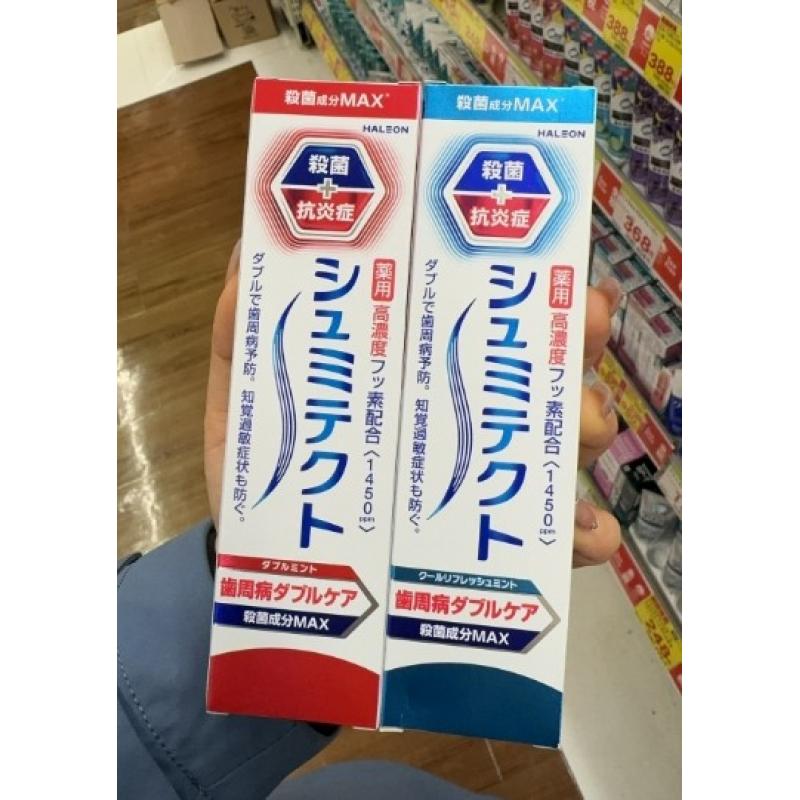 殺菌成分MAX*
HALEON
殺菌
+
抗炎症
薬用
高濃度フッ素配合〈1450ppm〉
シュミテクト
ダブルで歯周病予防。知覚過敏症状も防ぐ。
ダブルミント
歯周病ダブルケア
殺菌成分MAX
殺菌成分MAX*
HALEON
殺菌
+
抗炎症
薬用
高濃度フッ素配合〈1450ppm〉
シュミテクト
ダブルで歯周病予防。知覚過敏症状も防ぐ。
クールリフレッシュミント
歯周病ダブルケア
殺菌成分MAX
388
388
368
248